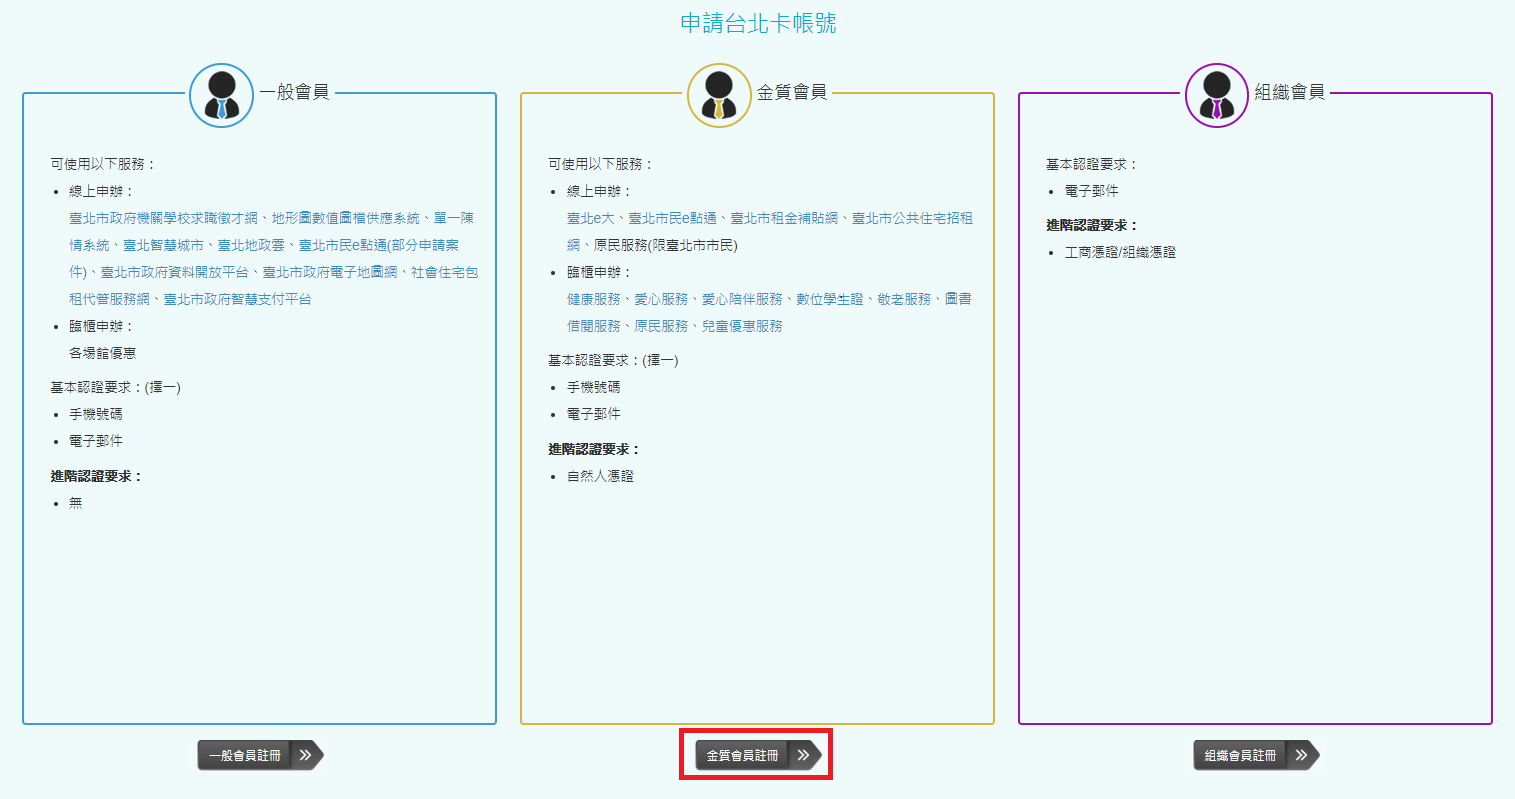 申請台北卡帳號
一般會員
可使用以下服務：
線上申辦：
臺北市政府機關學校求職徵才網、地形圖數值圖檔供應系統、單一陳
情系統、臺北智慧城市、臺北地政雲、臺北市民e點通(部分申請案
件)、臺北市政府資料開放平台、臺北市政府電子地圖網、社會住宅包
租代管服務網、臺北市政府智慧支付平台
臨櫃申辦：
各場館優惠
基本認證要求：(擇一)
手機號碼
電子郵件
進階認證要求：
無
一般會員註冊
金質會員
可使用以下服務：
線上申辦：
臺北e大、臺北市民e點通、臺北市租金補貼網、臺北市公共住宅招租
網、原民服務(限臺北市市民)
臨櫃申辦：
健康服務、愛心服務、愛心陪伴服務、數位學生證、敬老服務、圖書
借閱服務、原民服務、兒童優惠服務
基本認證要求：(擇一)
手機號碼
電子郵件
進階認證要求：
自然人憑證
金質會員註冊
組織會員
基本認證要求：
電子郵件
進階認證要求：
工商憑證/組織憑證
組織會員註冊